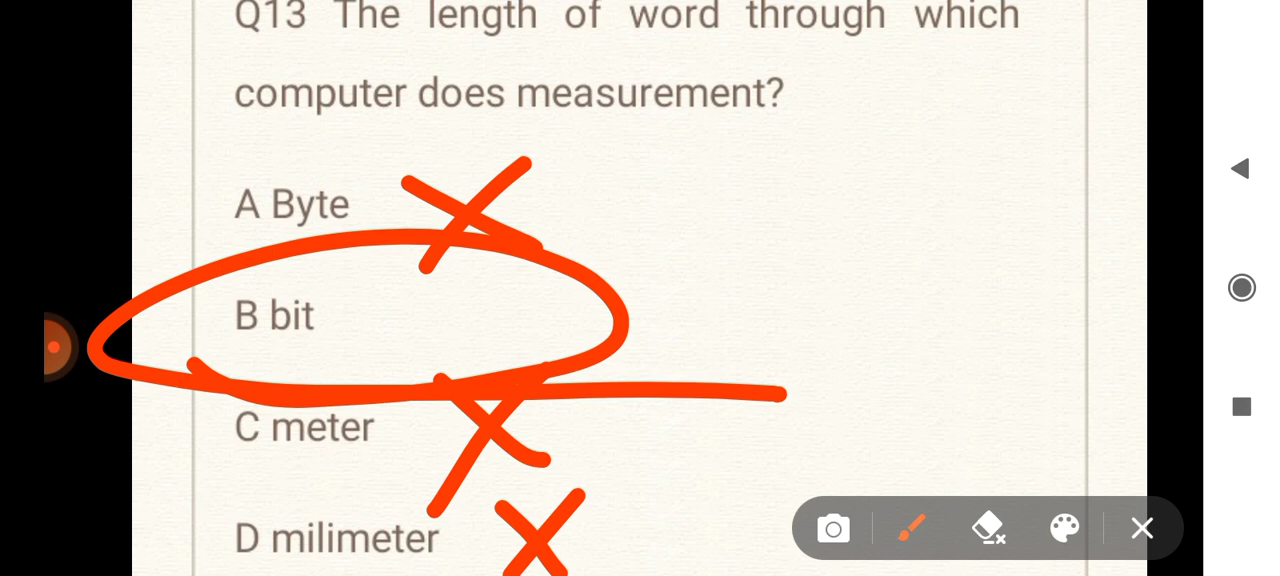 Q13 The length of word through which
computer does measurement?
A Byte
B bit
C meter
D milimeter